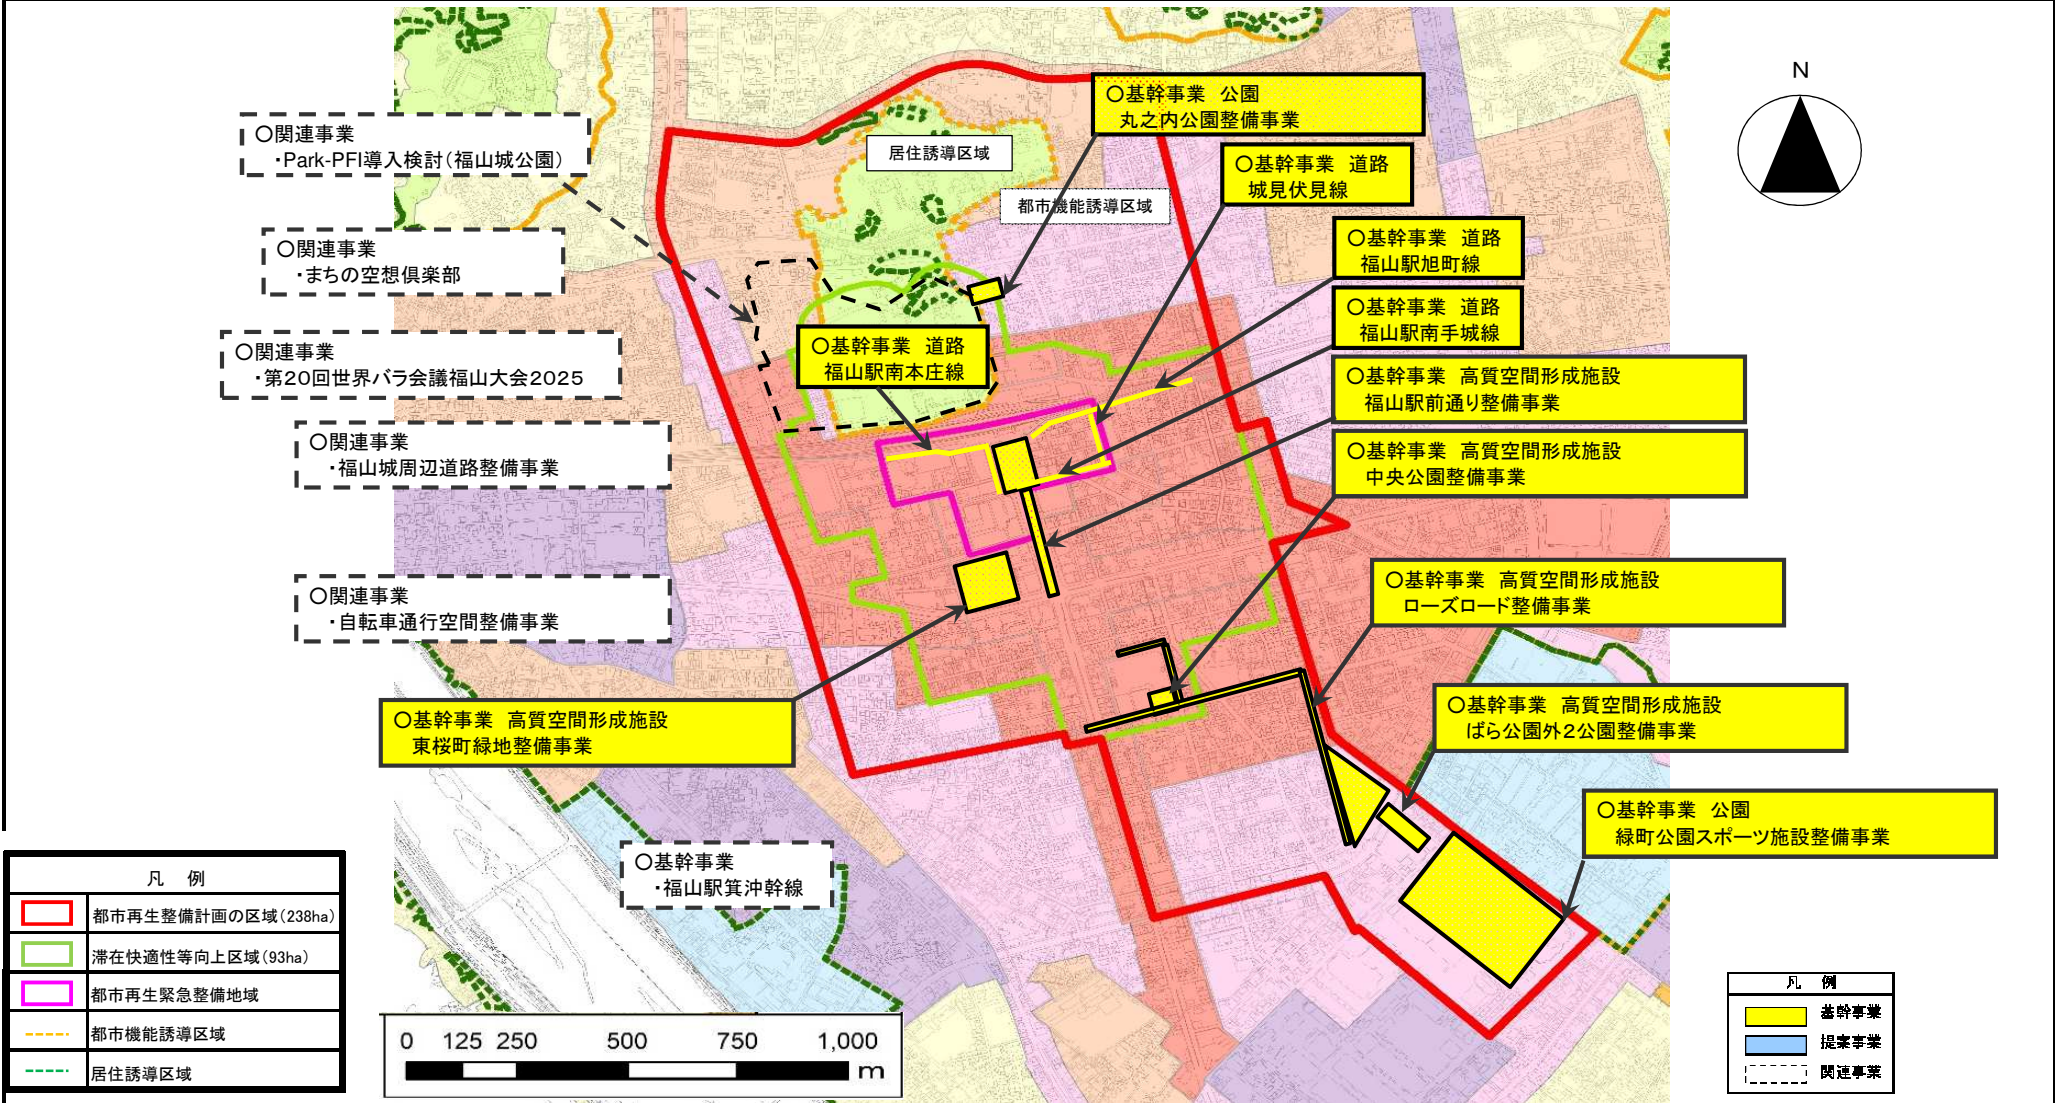 ○関連事業
・Park-PFI導入検討(福山城公園)
○関連事業
・まちの空想倶楽部
○関連事業
・第20回世界バラ会議福山大会2025
○関連事業
・福山城周辺道路整備事業
○関連事業
・自転車通行空間整備事業
○基幹事業 高質空間形成施設
東桜町緑地整備事業
○基幹事業
・福山駅箕沖幹線
居住誘導区域
都市機能誘導区域
○基幹事業 道路
福山駅南本庄線
○基幹事業 公園
丸之内公園整備事業
○基幹事業 道路
城見伏見線
○基幹事業 道路
福山駅旭町線
○基幹事業 道路
福山駅南手城線
○基幹事業 高質空間形成施設
福山駅前通り整備事業
○基幹事業 高質空間形成施設
中央公園整備事業
○基幹事業 高質空間形成施設
ローズロード整備事業
○基幹事業 高質空間形成施設
ばら公園外2公園整備事業
○基幹事業 公園
緑町公園スポーツ施設整備事業
N
凡 例
都市再生整備計画の区域(238ha)
滞在快適性等向上区域(93ha)
都市再生緊急整備地域
都市機能誘導区域
居住誘導区域
0 125 250 500 750 1,000
m
凡 例
基幹事業
提案事業
関連事業